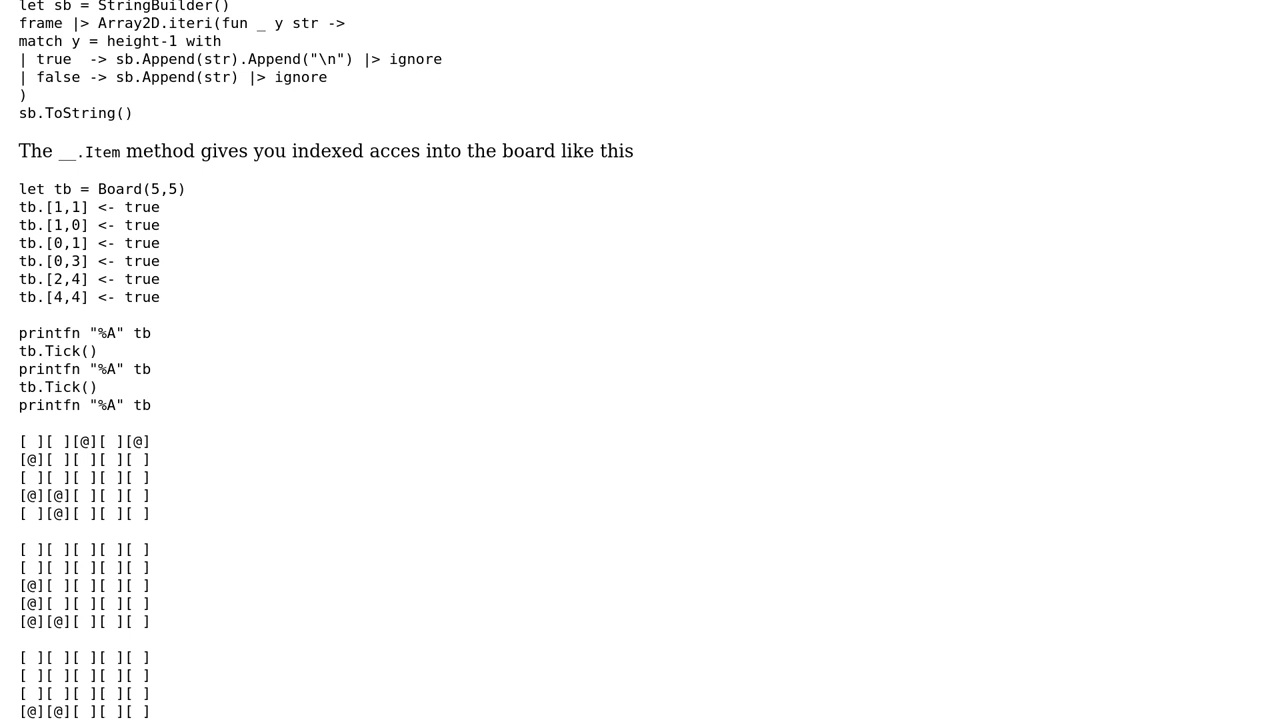 let sb = StringBuilder()
frame |> Array2D.iteri(fun _ y str ->
match y = height-1 with
| true  -> sb.Append(str).Append("\n") |> ignore
| false -> sb.Append(str) |> ignore
)
sb.ToString()
The __.Item method gives you indexed acces into the board like this
let tb = Board(5,5)
tb.[1,1] <- true
tb.[1,0] <- true
tb.[0,1] <- true
tb.[0,3] <- true
tb.[2,4] <- true
tb.[4,4] <- true
printfn "%A" tb
tb.Tick()
printfn "%A" tb
tb.Tick()
printfn "%A" tb
[ ][ ][@][ ][@]
[@][ ][ ][ ][ ]
[ ][ ][ ][ ][ ]
[@][@][ ][ ][ ]
[ ][@][ ][ ][ ]
[ ][ ][ ][ ][ ]
[ ][ ][ ][ ][ ]
[@][ ][ ][ ][ ]
[@][ ][ ][ ][ ]
[@][@][ ][ ][ ]
[ ][ ][ ][ ][ ]
[ ][ ][ ][ ][ ]
[ ][ ][ ][ ][ ]
[@][@][ ][ ][ ]